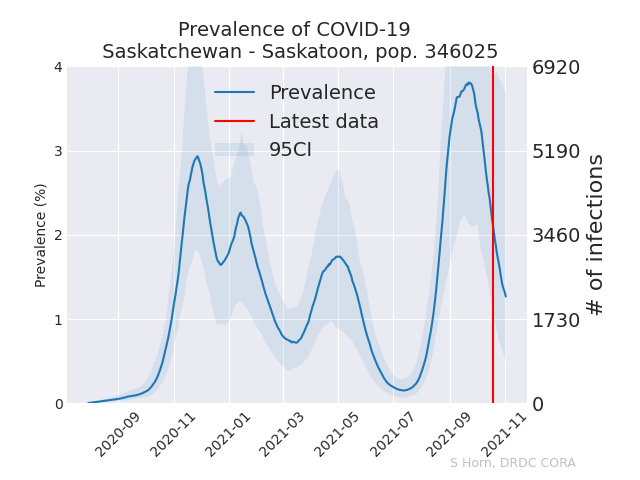 Prevalence of COVID-19
Saskatchewan - Saskatoon, pop. 346025
Prevalence
Latest data
95CI
Prevalence (%)
4
3
2
1
0
6920
5190
3460
1730
0
# of infections
2020-09
2020-11
2021-01
2021-03
2021-05
2021-07
2021-09
2021-11
S Horn, DRDC CORA